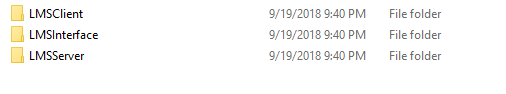 LMSClient 9/19/2018 9:40 PM File folder
LMSInterface 9/19/2018 9:40 PM File folder
LMSServer 9/19/2018 9:40 PM File folder